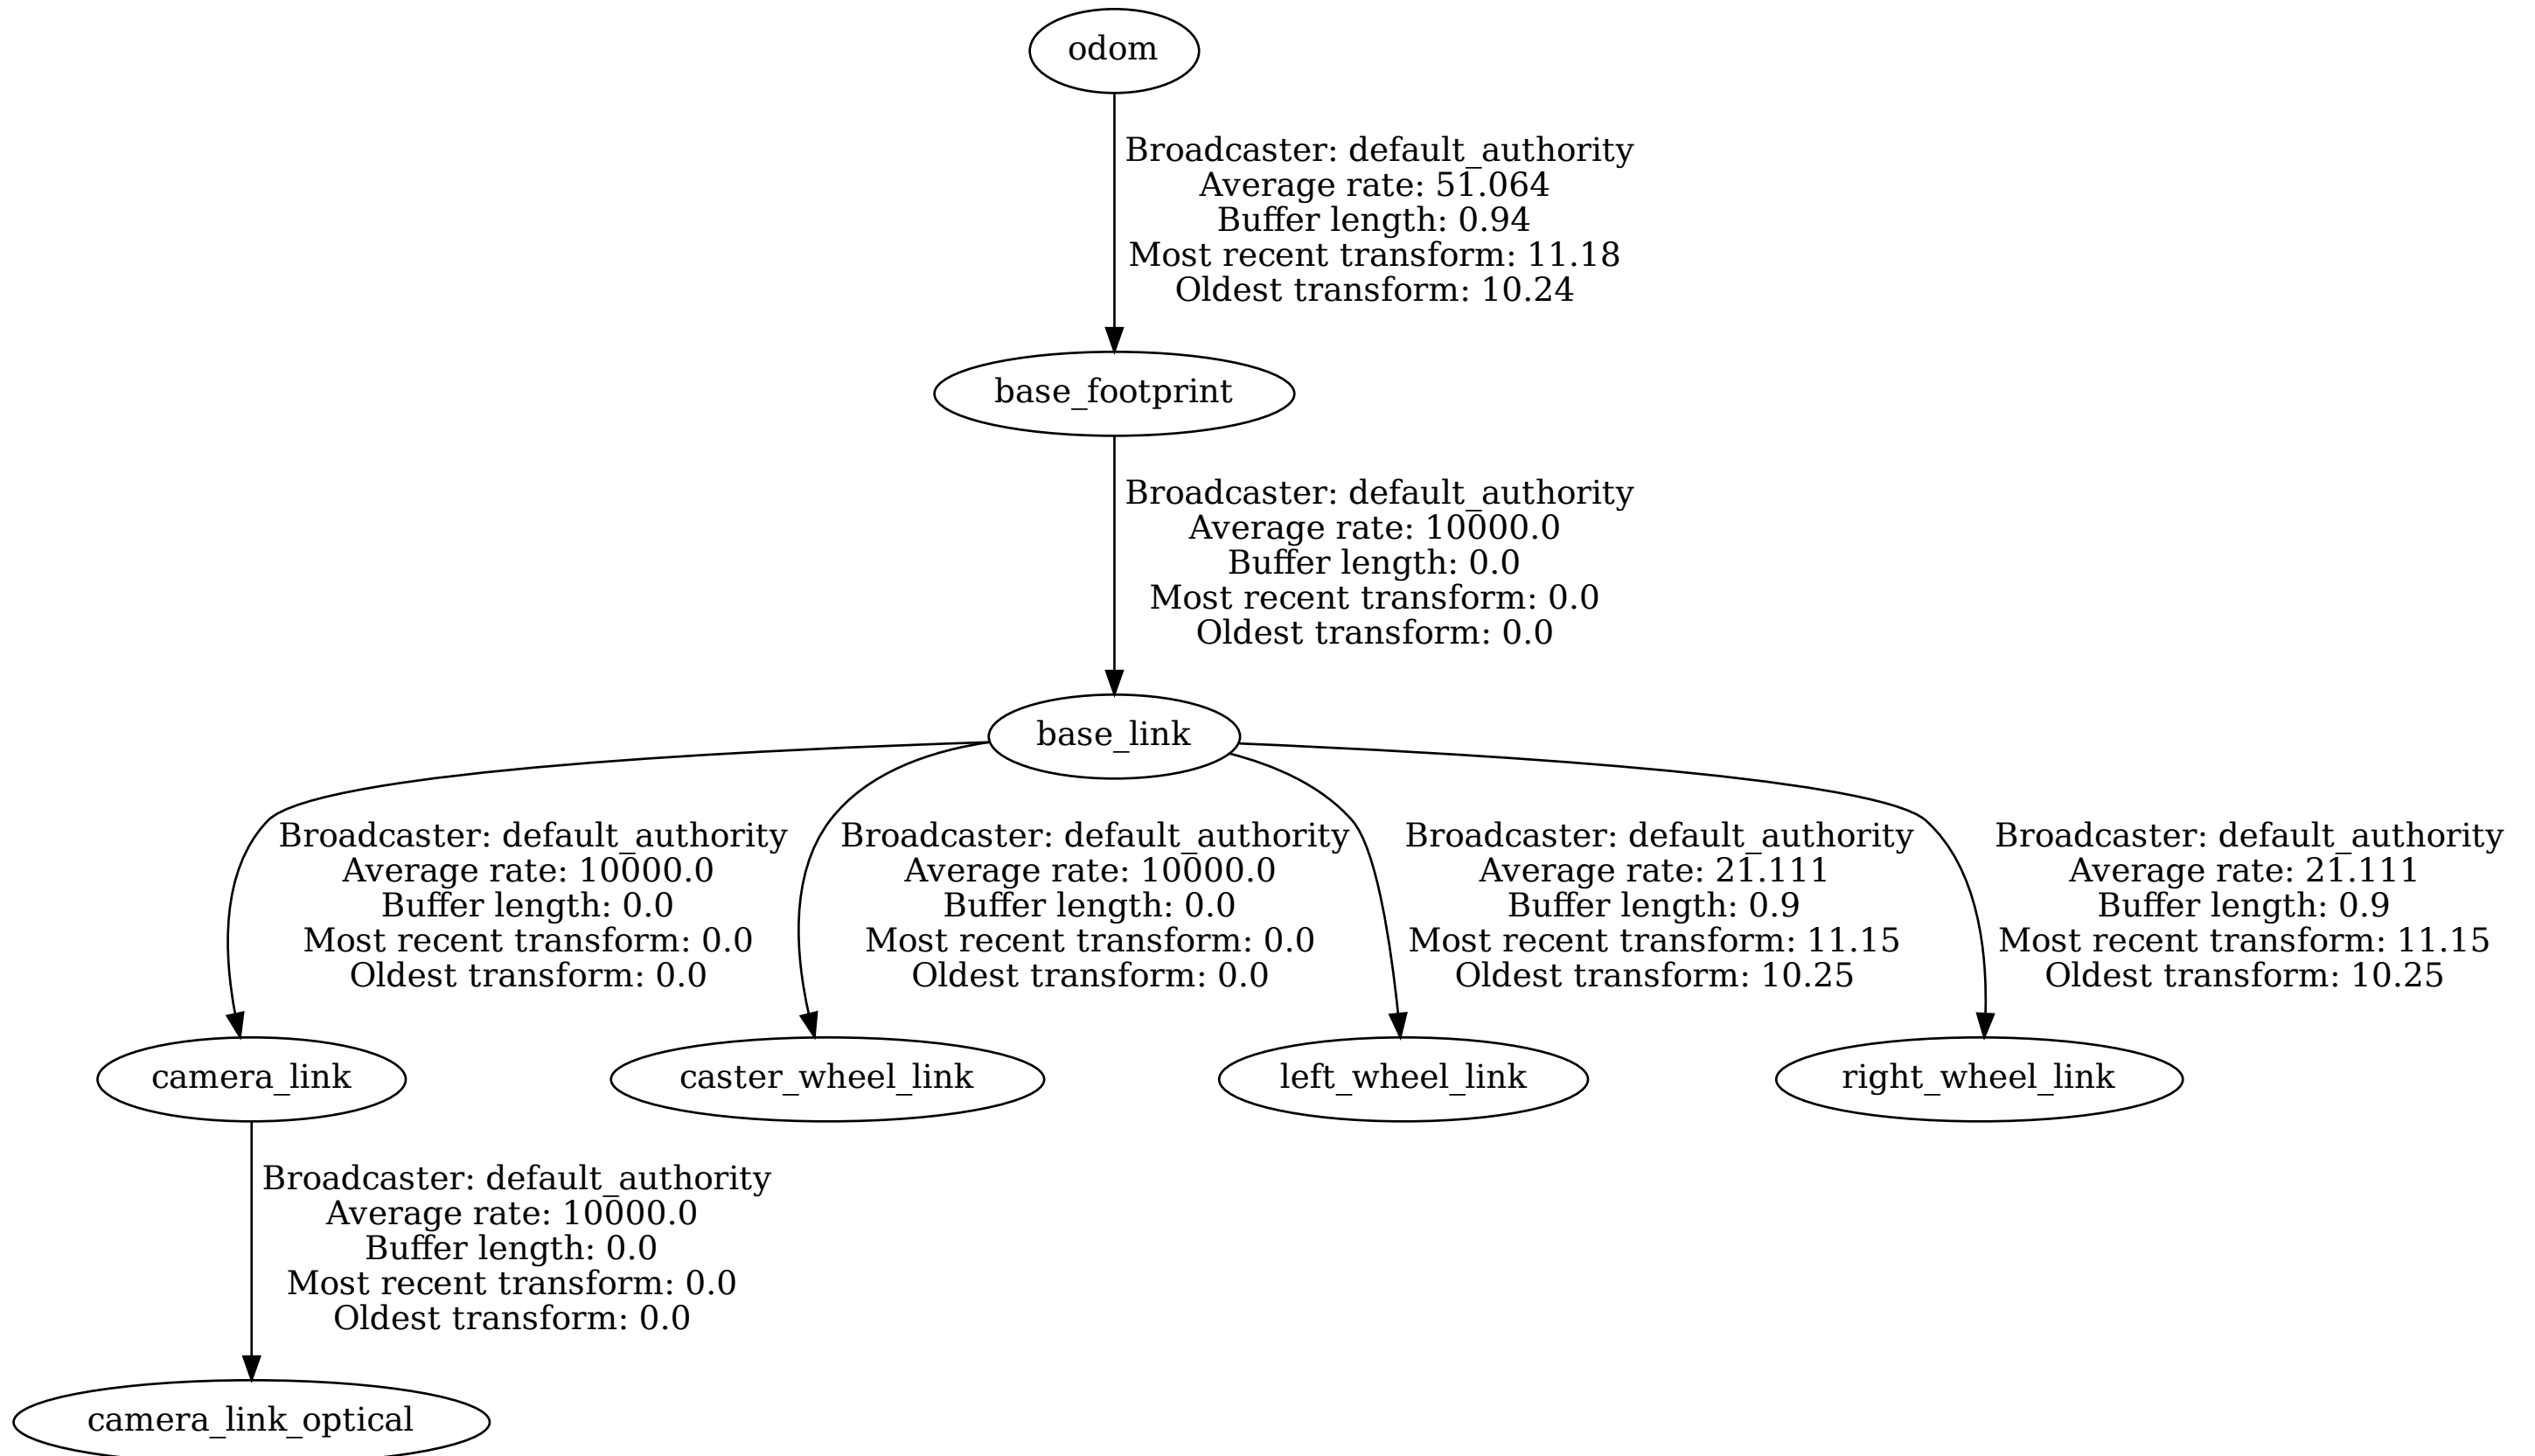 odom
Broadcaster: default_authority
Average rate: 51.064
Buffer length: 0.94
Most recent transform: 11.18
Oldest transform: 10.24
base_footprint
Broadcaster: default_authority
Average rate: 10000.0
Buffer length: 0.0
Most recent transform: 0.0
Oldest transform: 0.0
base_link
Broadcaster: default_authority
Average rate: 10000.0
Buffer length: 0.0
Most recent transform: 0.0
Oldest transform: 0.0
Broadcaster: default_authority
Average rate: 10000.0
Buffer length: 0.0
Most recent transform: 0.0
Oldest transform: 0.0
Broadcaster: default_authority
Average rate: 21.111
Buffer length: 0.9
Most recent transform: 11.15
Oldest transform: 10.25
Broadcaster: default_authority
Average rate: 21.111
Buffer length: 0.9
Most recent transform: 11.15
Oldest transform: 10.25
camera_link
caster_wheel_link
left_wheel_link
right_wheel_link
Broadcaster: default_authority
Average rate: 10000.0
Buffer length: 0.0
Most recent transform: 0.0
Oldest transform: 0.0
camera_link_optical